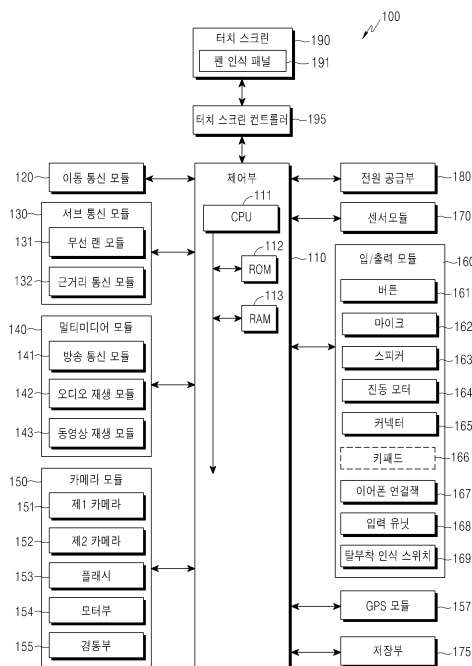 100
터치 스크린 190
펜 인식 패널 191
터치 스크린 컨트롤러 195
120 이동 통신 모듈
130 서브 통신 모듈
131 무선 랜 모듈
132 근거리 통신 모듈
140 멀티미디어 모듈
141 방송 통신 모듈
142 오디오 재생 모듈
143 동영상 재생 모듈
150 카메라 모듈
151 제1 카메라
152 제2 카메라
153 플래시
154 모터부
155 경통부
제어부
111
CPU
112
ROM
113
RAM
110
전원 공급부 180
센서모듈 170
입/출력 모듈 160
버튼 161
마이크 162
스피커 163
진동 모터 164
커넥터 165
키패드 166
이어폰 연결잭 167
입력 유닛 168
탈부착 인식 스위치 169
GPS 모듈 157
저장부 175